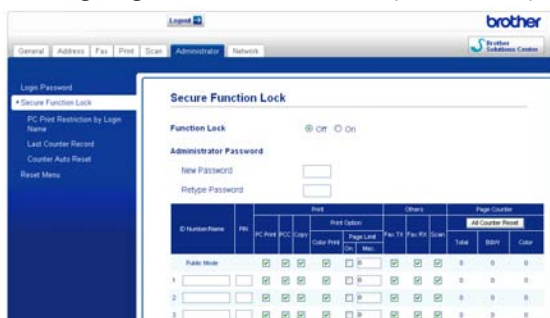 Logout
brother
General Address Fax Print Scan Administrator Network
Brother
Solutions Center
Login Password
Secure Function Lock
PC Print Restriction by Login
Name
Last Counter Record
Counter Auto Reset
Reset Menu
Secure Function Lock
Function Lock Off On
Administrator Password
New Password
Retype Password
Print Others Page Counter
Print Option All Counter Reset
ID Number/Name PIN PC Print PCC Copy Color Print Page Limit Fax TX Fax RX Scan
On Max. Total B&W Color
Public Mode 0 0 0 0
1 0 0 0 0
2 0 0 0 0
3 0 0 0 0